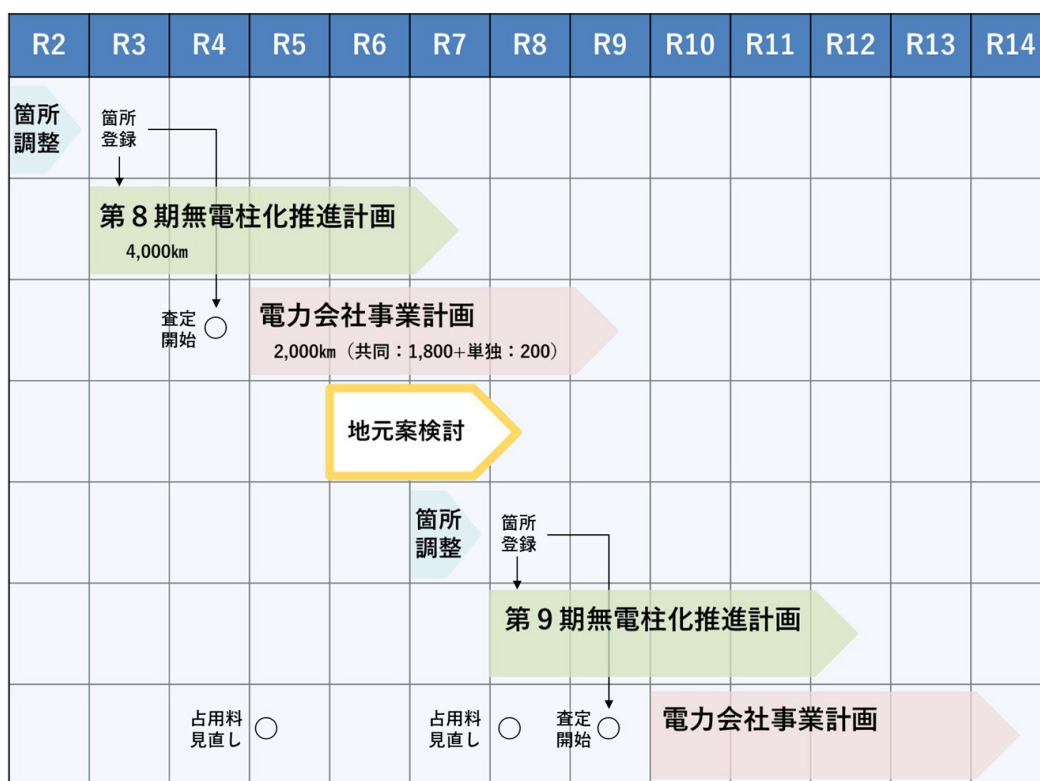 R2 R3 R4 R5 R6 R7 R8 R9 R10 R11 R12 R13 R14
箇所
調整
箇所
登録
第8期無電柱化推進計画
4,000㎞
査定
開始
電力会社事業計画
2,000㎞（共同：1,800+単独：200）
地元案検討
箇所
調整
箇所
登録
第9期無電柱化推進計画
占用料
見直し
占用料
見直し
査定
開始
電力会社事業計画